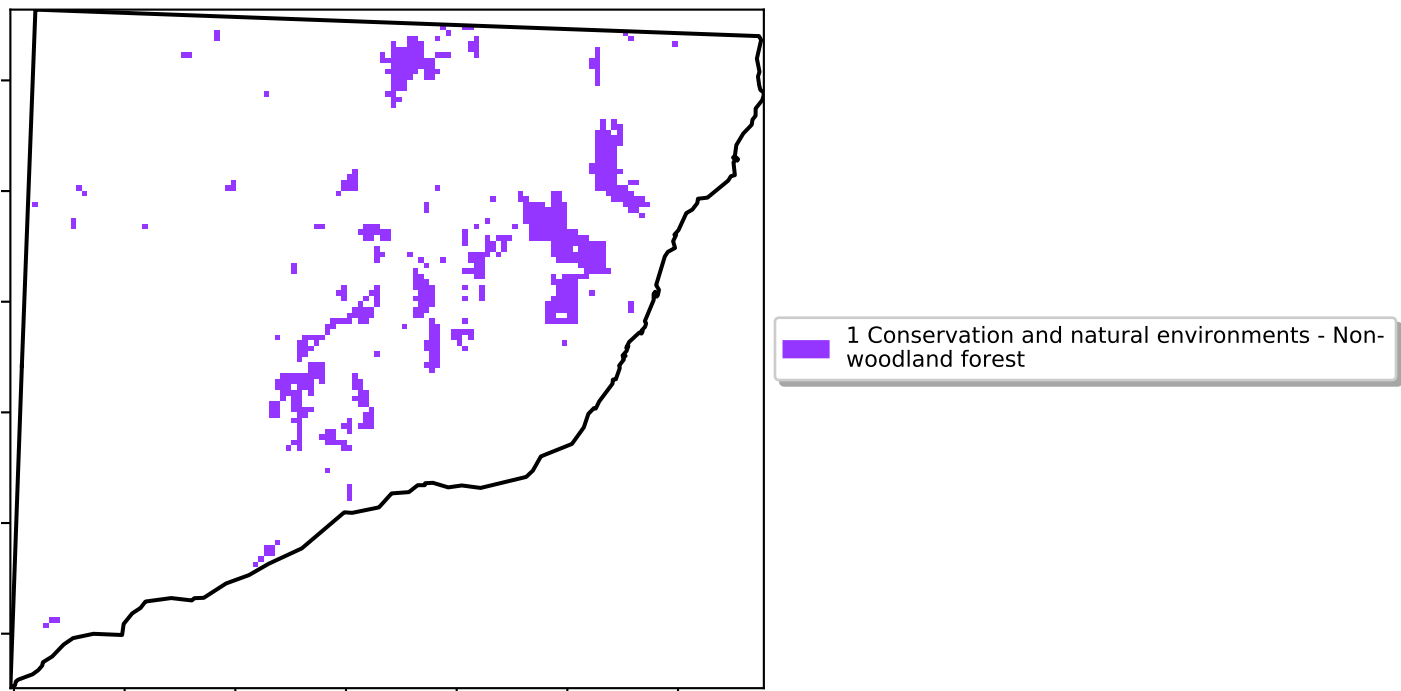 1 Conservation and natural environments - Non-
woodland forest